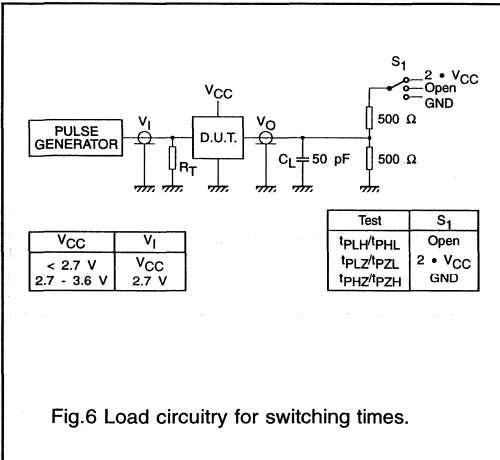 S1
2 • VCC
Open
GND
VCC
500 Ω
PULSE
GENERATOR
VI
D.U.T.
VO
RT
CL
50 pF
500 Ω
VCC VI
< 2.7 V VCC
2.7 - 3.6 V 2.7 V
Test S1
tPLH/tPHL Open
tPLZ/tPZL 2 • VCC
tPHZ/tPZH GND
Fig.6 Load circuitry for switching times.